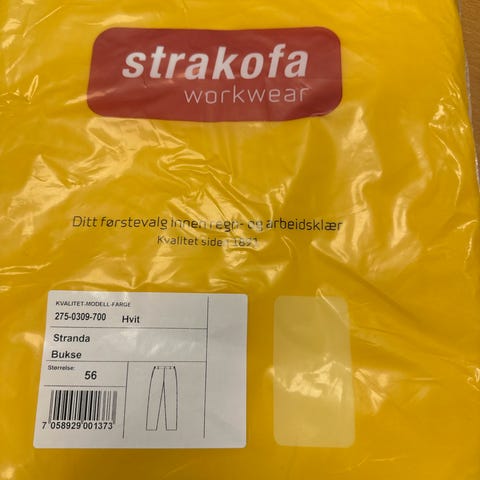 strakofa
workwear
Ditt førstevalg innen regn- og arbeidsklær
Kvalitet siden 1891
KVALITET-MODELL-FARGE
275-0309-700 Hvit
Stranda
Bukse
Størrelse:
56
7 058929 001373